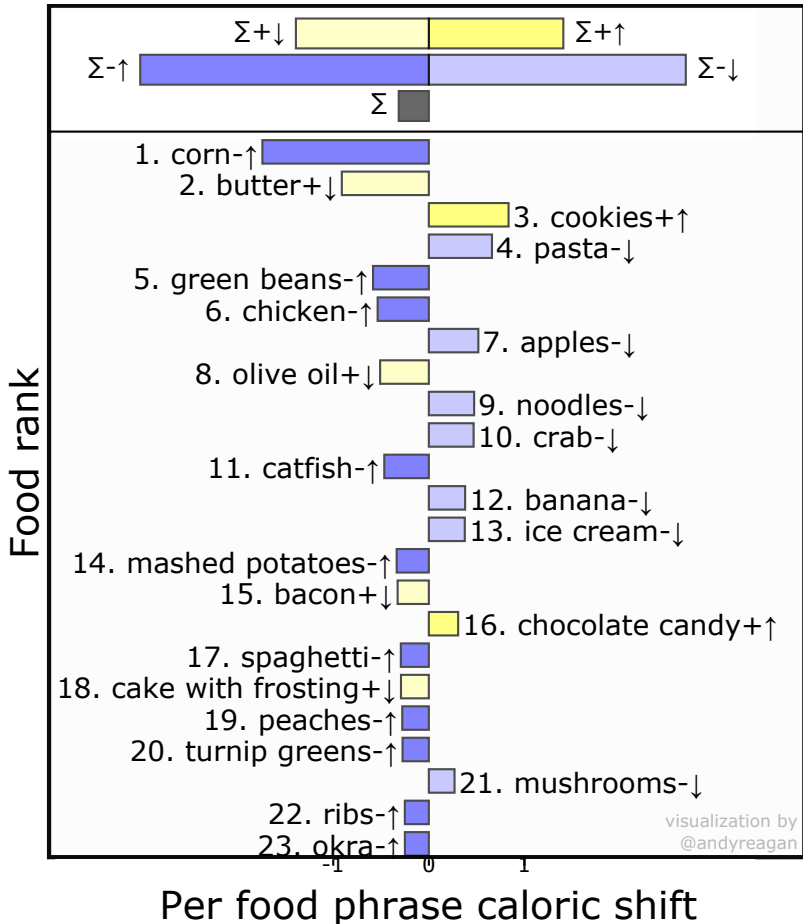 Σ+↓ Σ+↑
Σ-↑ Σ-↓
Σ
1. corn-↑
2. butter+↓
3. cookies+↑
4. pasta-↓
5. green beans-↑
6. chicken-↑
7. apples-↓
8. olive oil+↓
9. noodles-↓
10. crab-↓
11. catfish-↑
12. banana-↓
13. ice cream-↓
14. mashed potatoes-↑
15. bacon+↓
16. chocolate candy+↑
17. spaghetti-↑
18. cake with frosting+↓
19. peaches-↑
20. turnip greens-↑
21. mushrooms-↓
22. ribs-↑
23. okra-↑
visualization by
@andyreagan
-1 0 1
Food rank
Per food phrase caloric shift